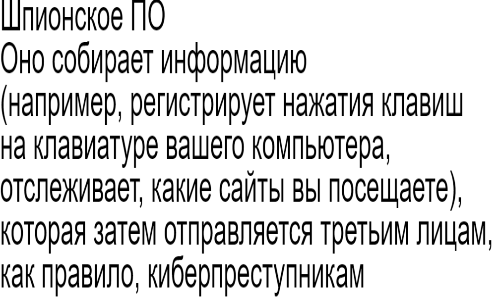 Шпионское ПО
Оно собирает информацию
(например, регистрирует нажатия клавиш
на клавиатуре вашего компьютера,
отслеживает, какие сайты вы посещаете),
которая затем отправляется третьим лицам,
как правило, киберпреступникам